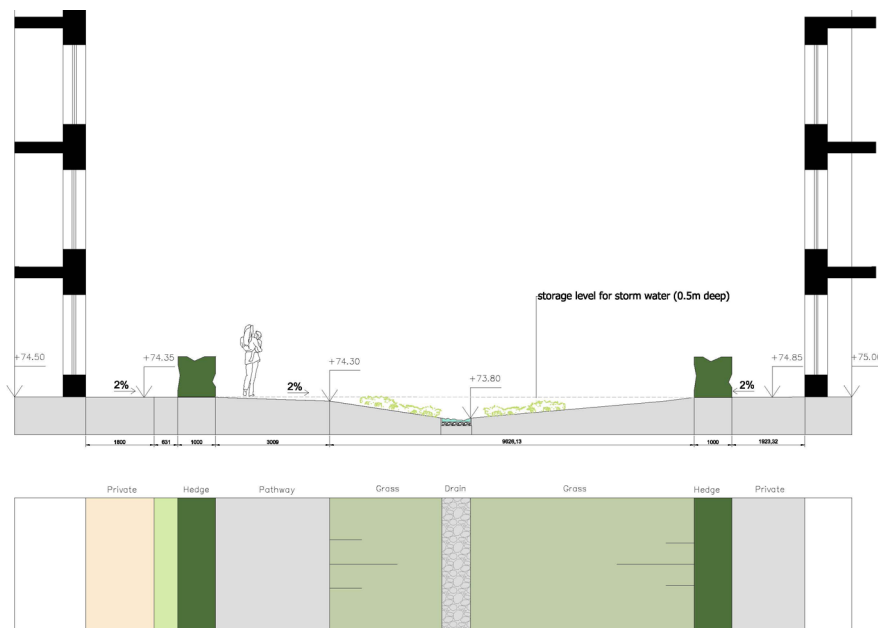 storage level for storm water (0.5m deep)
+74.50
+74.35
+74.30
+73.80
+74.85
+75.00
2%
2%
2%
1800
631
1000
3009
9626,13
1000
1923,32
Private
Hedge
Pathway
Grass
Drain
Grass
Hedge
Private